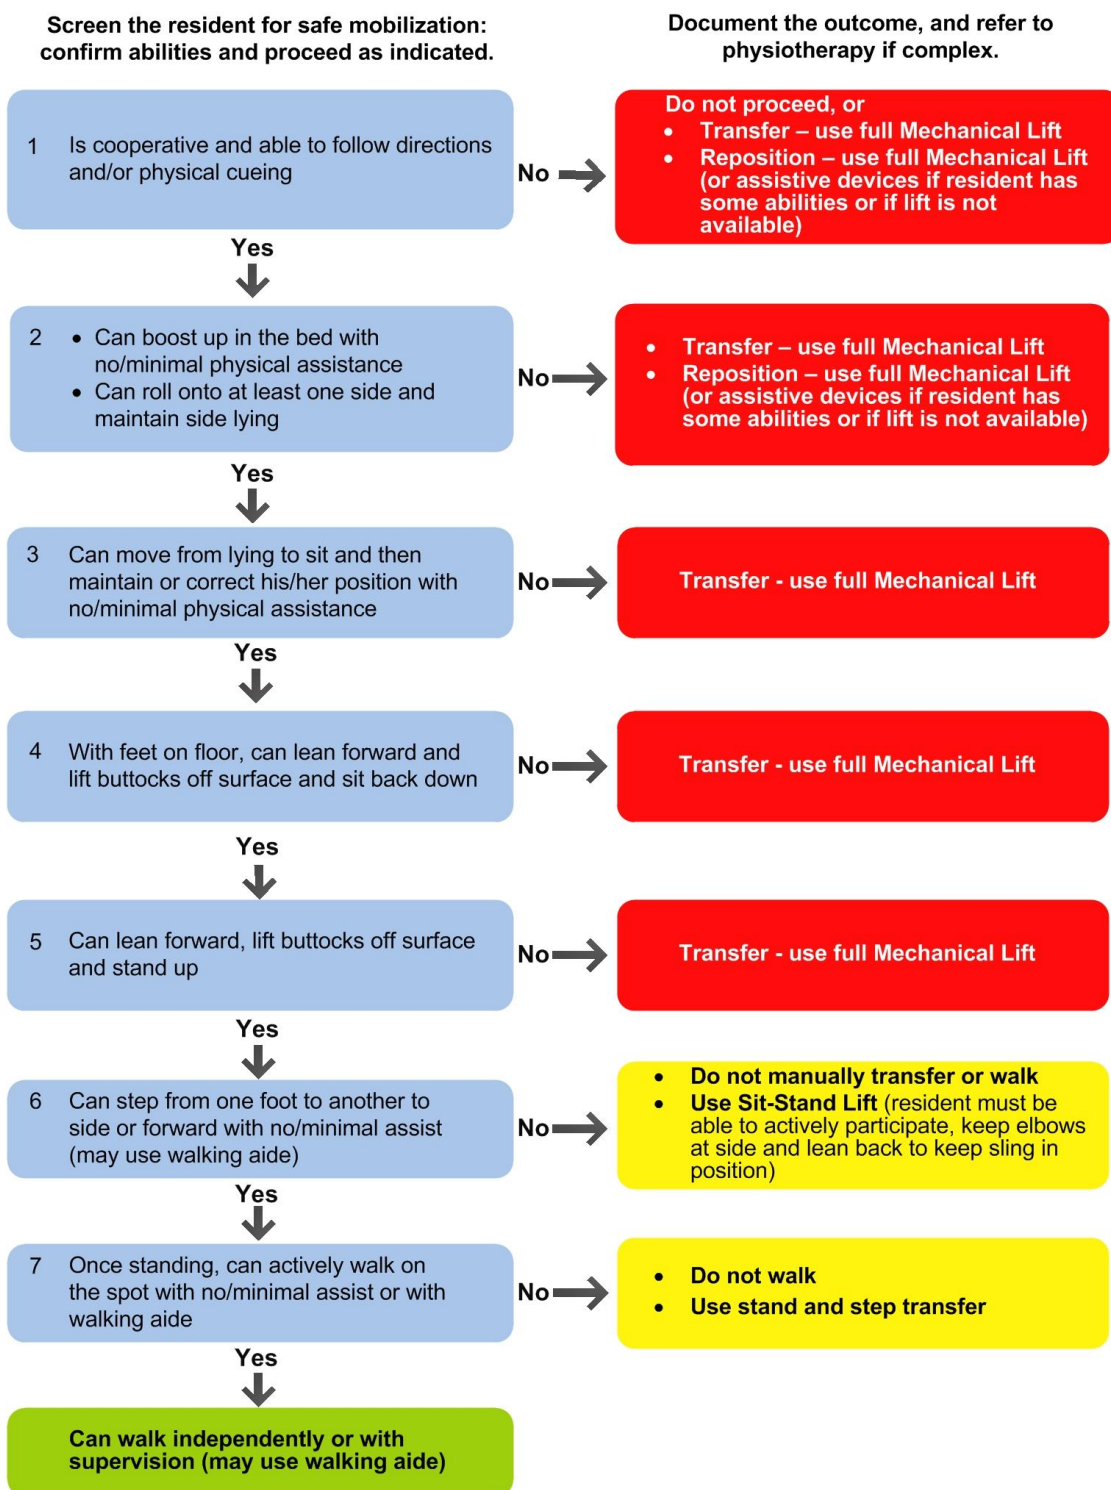 Screen the resident for safe mobilization:
confirm abilities and proceed as indicated.
Document the outcome, and refer to
physiotherapy if complex.
1 Is cooperative and able to follow directions
and/or physical cueing
No
Do not proceed, or
• Transfer – use full Mechanical Lift
• Reposition – use full Mechanical Lift
(or assistive devices if resident has
some abilities or if lift is not
available)
Yes
2 • Can boost up in the bed with
no/minimal physical assistance
• Can roll onto at least one side and
maintain side lying
No
• Transfer – use full Mechanical Lift
• Reposition – use full Mechanical Lift
(or assistive devices if resident has
some abilities or if lift is not available)
Yes
3 Can move from lying to sit and then
maintain or correct his/her position with
no/minimal physical assistance
No
Transfer - use full Mechanical Lift
Yes
4 With feet on floor, can lean forward and
lift buttocks off surface and sit back down
No
Transfer - use full Mechanical Lift
Yes
5 Can lean forward, lift buttocks off surface
and stand up
No
Transfer - use full Mechanical Lift
Yes
6 Can step from one foot to another to
side or forward with no/minimal assist
(may use walking aide)
No
• Do not manually transfer or walk
• Use Sit-Stand Lift (resident must be
able to actively participate, keep elbows
at side and lean back to keep sling in
position)
Yes
7 Once standing, can actively walk on
the spot with no/minimal assist or with
walking aide
No
• Do not walk
• Use stand and step transfer
Yes
Can walk independently or with
supervision (may use walking aide)